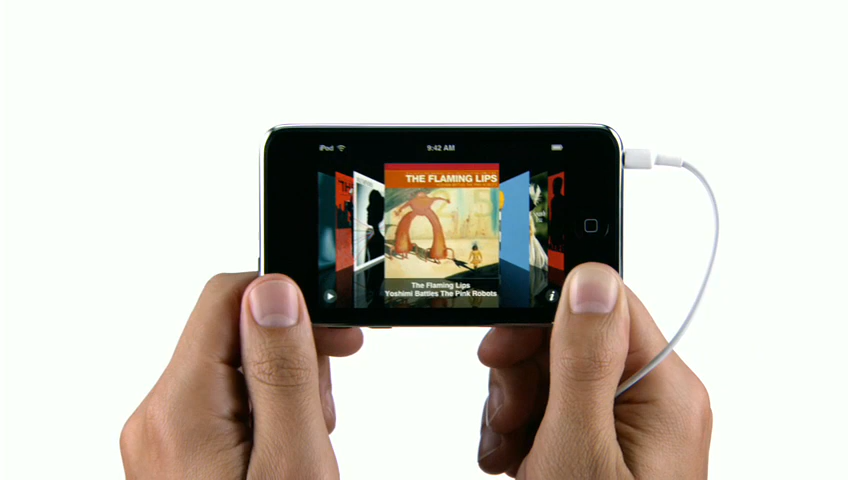 iPod
9:42 AM
THE FLAMING LIPS
The Flaming Lips
Yoshimi Battles The Pink Robots